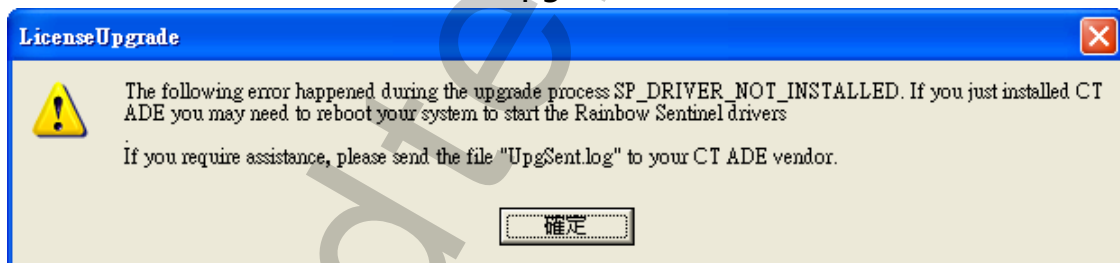 LicenseUpgrade
The following error happened during the upgrade process SP_DRIVER_NOT_INSTALLED. If you just installed CT
ADE you may need to reboot your system to start the Rainbow Sentinel drivers
.
If you require assistance, please send the file "UpgSent.log" to your CT ADE vendor.
確定